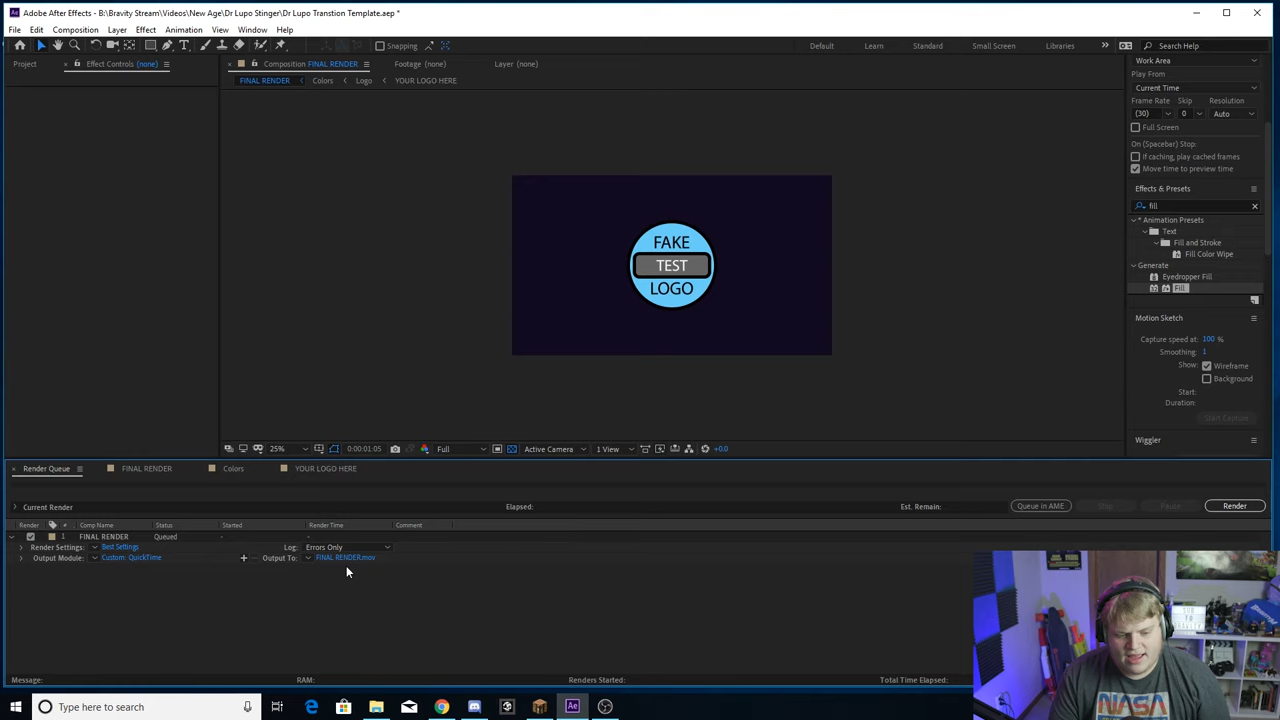 Adobe After Effects - B:\Bravity Stream\Videos\New Age\Dr Lupo Stinger\Dr Lupo Transtion Template.aep *
File Edit Composition Layer Effect Animation View Window Help
Snapping
Default Learn Standard Small Screen Libraries Search Help
Project Effect Controls (none) Composition FINAL RENDER Footage (none) Layer (none)
FINAL RENDER Colors Logo YOUR LOGO HERE
Work Area
Play From
Current Time
Frame Rate Skip Resolution
(30) 0 Auto
Full Screen
On (Spacebar) Stop:
If caching, play cached frames
Move time to preview time
Effects & Presets
fill
* Animation Presets
Text
Fill and Stroke
Fill Color Wipe
Generate
Eyedropper Fill
Fill
Motion Sketch
Capture speed at: 100 %
Smoothing: 1
Show: Wireframe
Background
Start:
Duration:
Start Capture
Wiggler
FAKE
TEST
LOGO
25% 0:00:01:05 Full Active Camera 1 View +0.0
Render Queue FINAL RENDER Colors YOUR LOGO HERE
Current Render Elapsed: Est. Remain: Queue in AME Stop Pause Render
Render # Comp Name Status Started Render Time Comment
1 FINAL RENDER Queued - -
Render Settings: Best Settings Log: Errors Only
Output Module: Custom: QuickTime Output To: FINAL RENDER.mov
Message: RAM: Renders Started: Total Time Elapsed:
Type here to search
Ae
SUB
TO
NASA